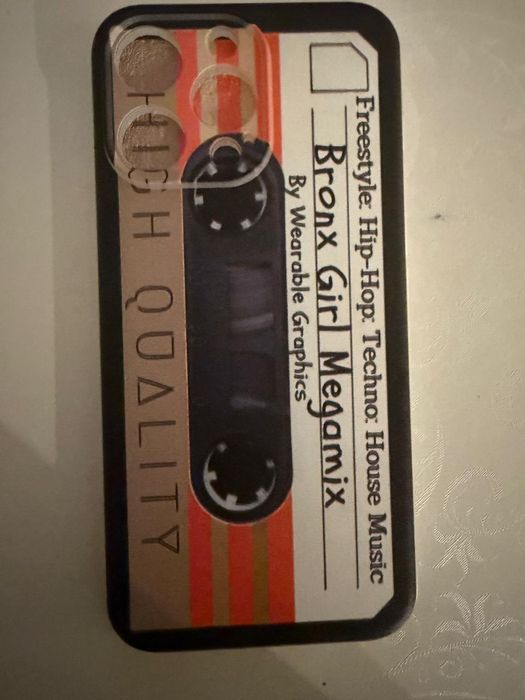 Freestyle: Hip-Hop: Techno: House Music
Bronx Girl Megamix
By Wearable Graphics
HIGH QUALITY